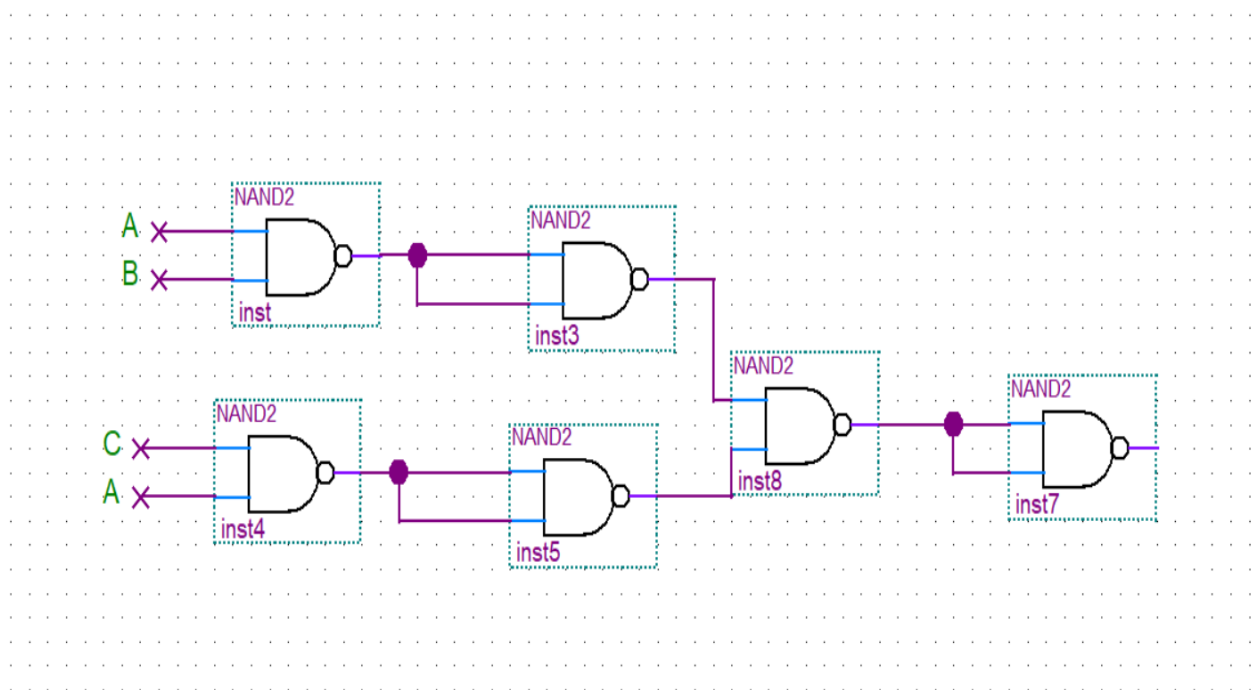 NAND2
A
B
inst
NAND2
inst3
NAND2
C
A
inst4
NAND2
inst5
NAND2
inst8
NAND2
inst7